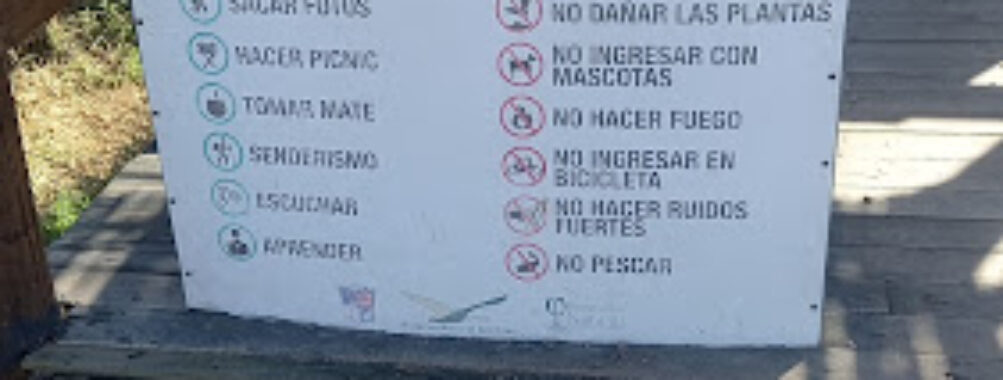 SACAR FOTOS
HACER PICNIC
TOMAR MATE
SENDERISMO
ESCUCHAR
APRENDER
NO DAÑAR LAS PLANTAS
NO INGRESAR CON
MASCOTAS
NO HACER FUEGO
NO INGRESAR EN
BICICLETA
NO HACER RUIDOS
FUERTES
NO PESCAR